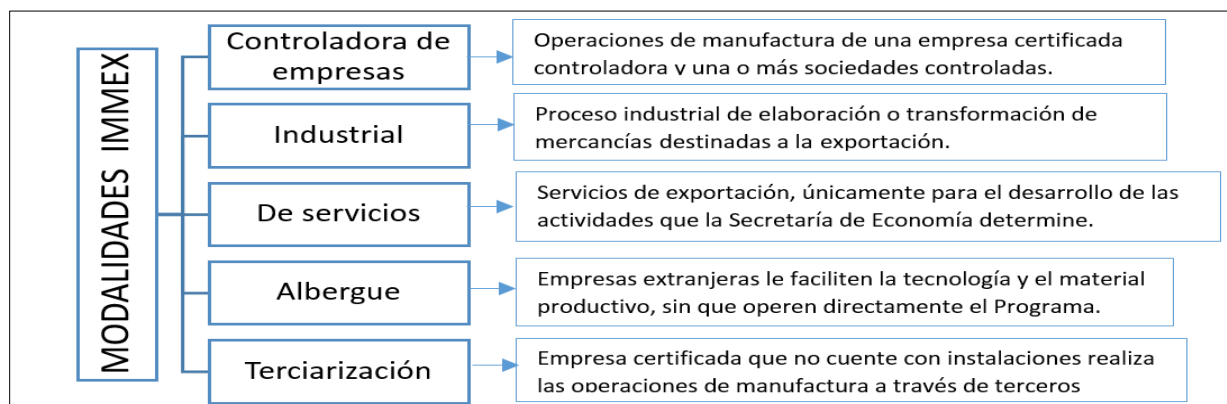 MODALIDADES IMMEX
Controladora de
empresas
Operaciones de manufactura de una empresa certificada
controladora y una o más sociedades controladas.
Industrial
Proceso industrial de elaboración o transformación de
mercancías destinadas a la exportación.
De servicios
Servicios de exportación, únicamente para el desarrollo de las
actividades que la Secretaría de Economía determine.
Albergue
Empresas extranjeras le faciliten la tecnología y el material
productivo, sin que operen directamente el Programa.
Terciarización
Empresa certificada que no cuente con instalaciones realiza
las operaciones de manufactura a través de terceros